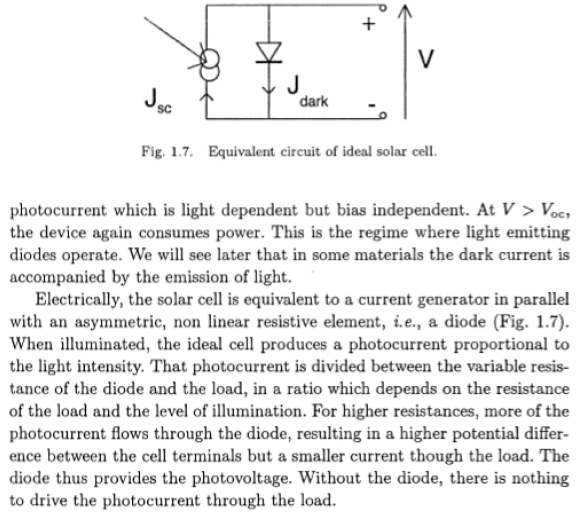 +
V
J
dark
J
sc
-
Fig. 1.7. Equivalent circuit of ideal solar cell.
photocurrent which is light dependent but bias independent. At V > Voc,
the device again consumes power. This is the regime where light emitting
diodes operate. We will see later that in some materials the dark current is
accompanied by the emission of light.
Electrically, the solar cell is equivalent to a current generator in parallel
with an asymmetric, non linear resistive element, i.e., a diode (Fig. 1.7).
When illuminated, the ideal cell produces a photocurrent proportional to
the light intensity. That photocurrent is divided between the variable resis-
tance of the diode and the load, in a ratio which depends on the resistance
of the load and the level of illumination. For higher resistances, more of the
photocurrent flows through the diode, resulting in a higher potential differ-
ence between the cell terminals but a smaller current though the load. The
diode thus provides the photovoltage. Without the diode, there is nothing
to drive the photocurrent through the load.